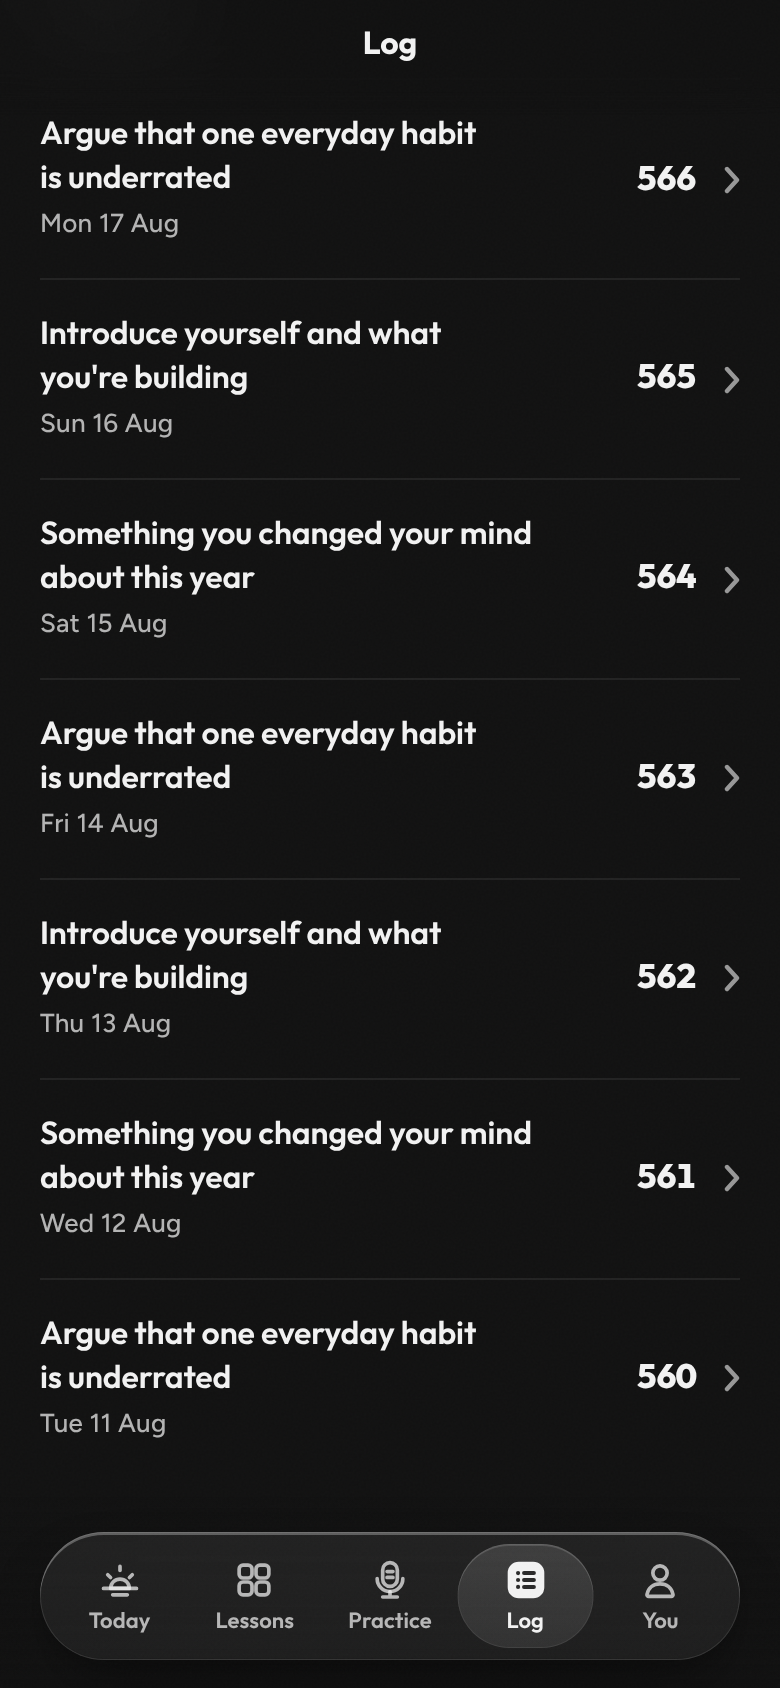 Log
Argue that one everyday habit
is underrated
566
Mon 17 Aug
Introduce yourself and what
you're building
565
Sun 16 Aug
Something you changed your mind
about this year
564
Sat 15 Aug
Argue that one everyday habit
is underrated
563
Fri 14 Aug
Introduce yourself and what
you're building
562
Thu 13 Aug
Something you changed your mind
about this year
561
Wed 12 Aug
Argue that one everyday habit
is underrated
560
Tue 11 Aug
Today
Lessons
Practice
Log
You